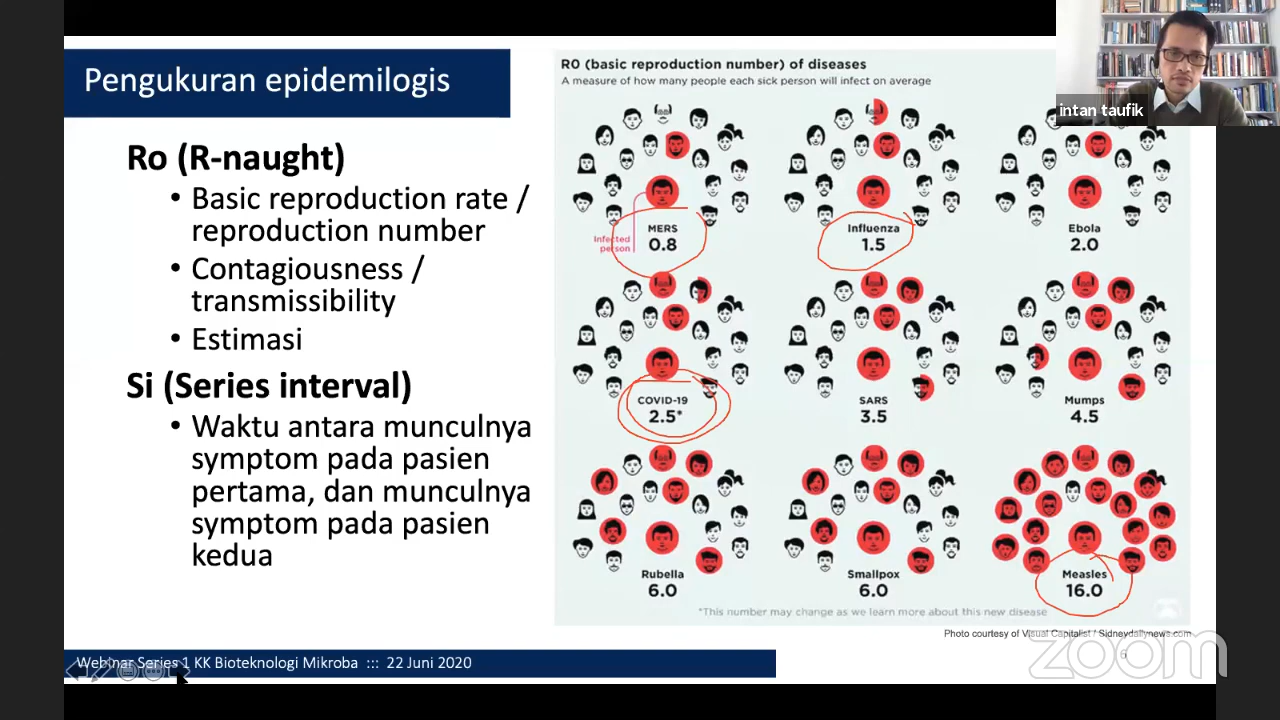 Pengukuran epidemilogis
Ro (R-naught)
• Basic reproduction rate /
reproduction number
• Contagiousness /
transmissibility
• Estimasi
Si (Series interval)
• Waktu antara munculnya
symptom pada pasien
pertama, dan munculnya
symptom pada pasien
kedua
RO (basic reproduction number) of diseases
A measure of how many people each sick person will infect on average
Infected
person
MERS
0.8
Influenza
1.5
Ebola
2.0
COVID-19
2.5*
SARS
3.5
Mumps
4.5
Rubella
6.0
Smallpox
6.0
Measles
16.0
*This number may change as we learn more about this new disease
Photo courtesy of Visual Capitalist / Sidneydailynews.com
Webinar Series 1 KK Bioteknologi Mikroba ::: 22 Juni 2020
6
intan taufik
zoom